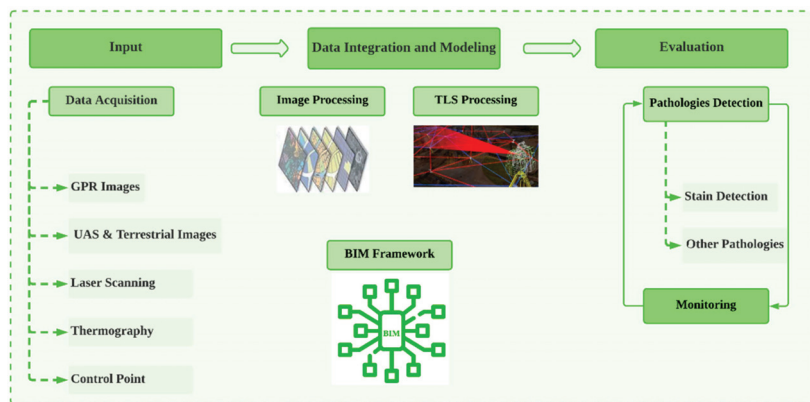 Input
Data Integration and Modeling
Evaluation
Data Acquisition
GPR Images
UAS & Terrestrial Images
Laser Scanning
Thermography
Control Point
Image Processing
TLS Processing
BIM Framework
BIM
Pathologies Detection
Stain Detection
Other Pathologies
Monitoring